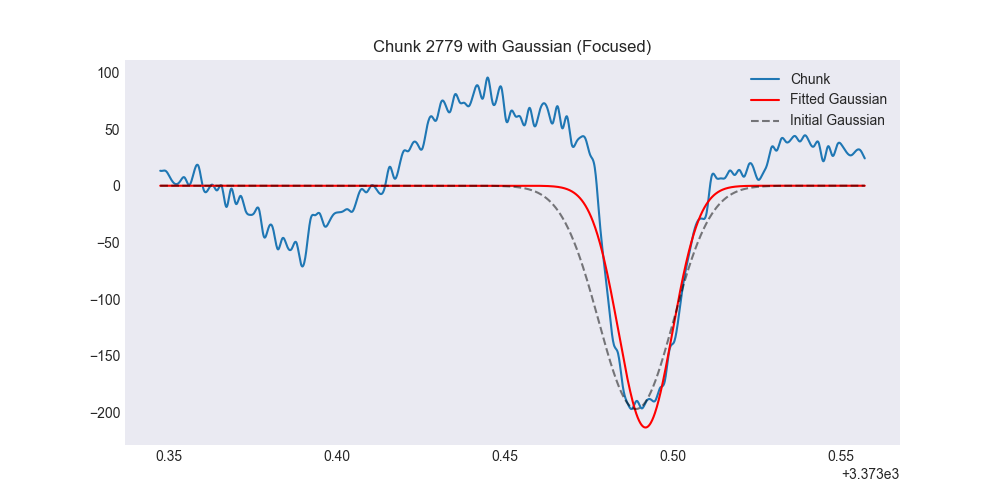 Chunk 2779 with Gaussian (Focused)
100
50
0
−50
−100
−150
−200
Chunk
Fitted Gaussian
Initial Gaussian
0.35 0.40 0.45 0.50 0.55
+3.373e3